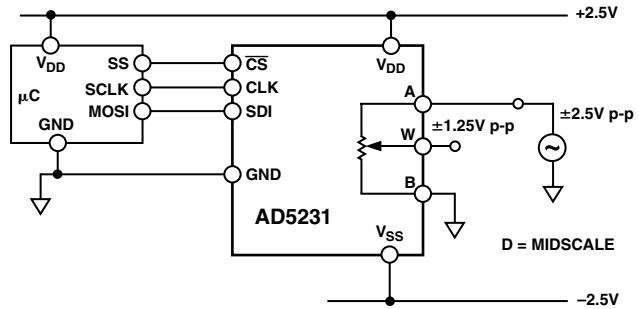 +2.5V
VDD
VDD
μC
SS
CS
SCLK
CLK
MOSI
SDI
GND
GND
A
±2.5V p-p
±1.25V p-p
W
B
~
AD5231
VSS
D = MIDSCALE
–2.5V